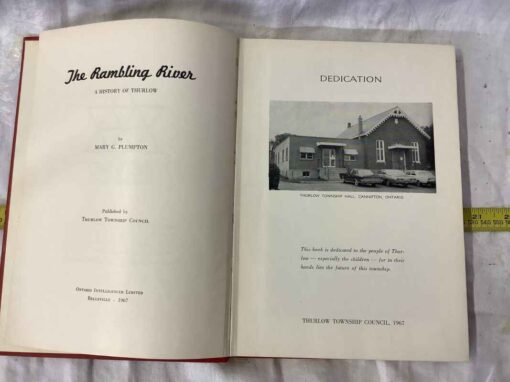 The Rambling River
A HISTORY OF THURLOW
by
MARY G. PLUMPTON
Published by
THURLOW TOWNSHIP COUNCIL
ONTARIO INTELLIGENCER LIMITED
BELLEVILLE - 1967
DEDICATION
THURLOW TOWNSHIP HALL, CANNIFTON, ONTARIO
This book is dedicated to the people of Thur-
low — especially the children — for in their
hands lies the future of this township.
THURLOW TOWNSHIP COUNCIL, 1967